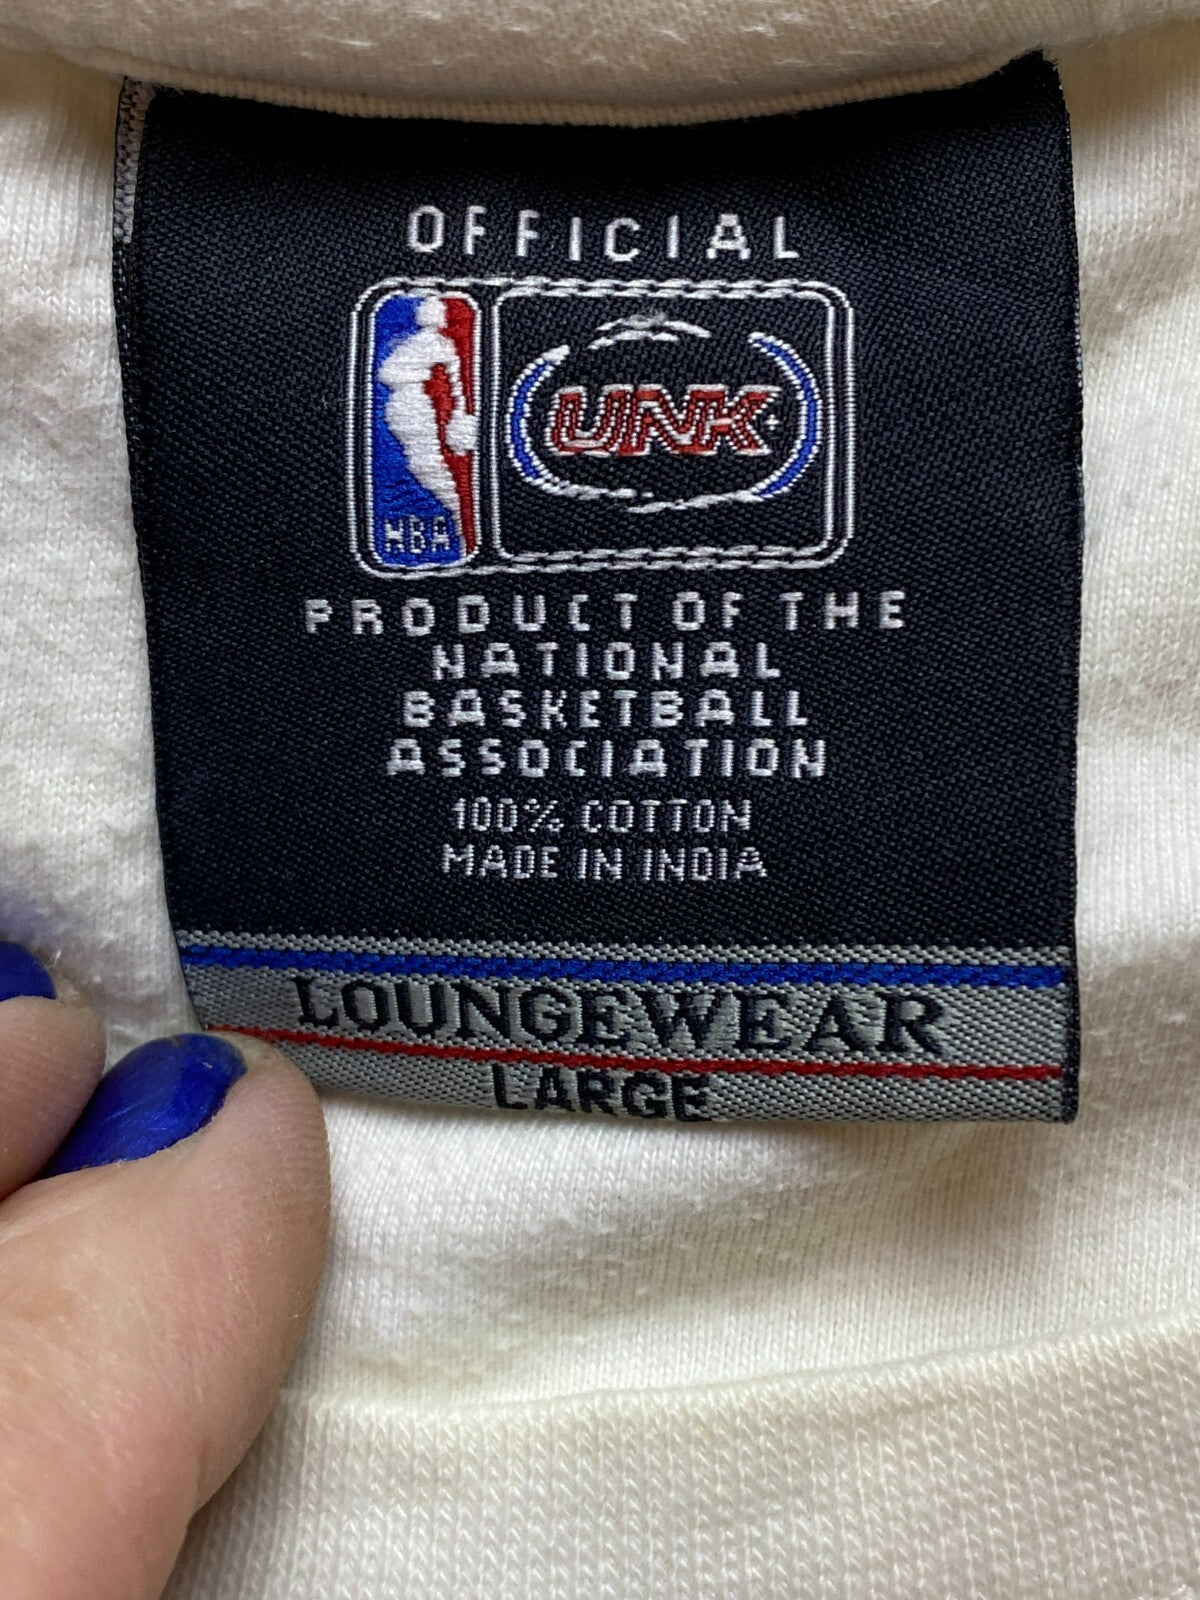 OFFICIAL
NBA
UNK
PRODUCT OF THE
NATIONAL
BASKETBALL
ASSOCIATION
100% COTTON
MADE IN INDIA
LOUNGEWEAR
LARGE